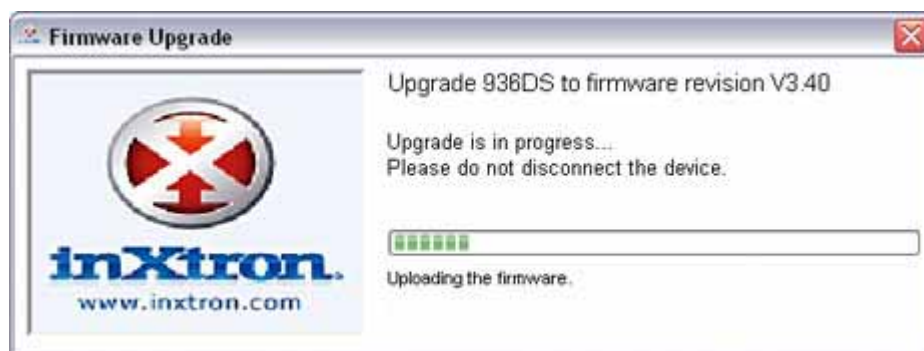 Firmware Upgrade
Upgrade 936DS to firmware revision V3.40
Upgrade is in progress...
Please do not disconnect the device.
Uploading the firmware.
inXtron.
www.inxtron.com